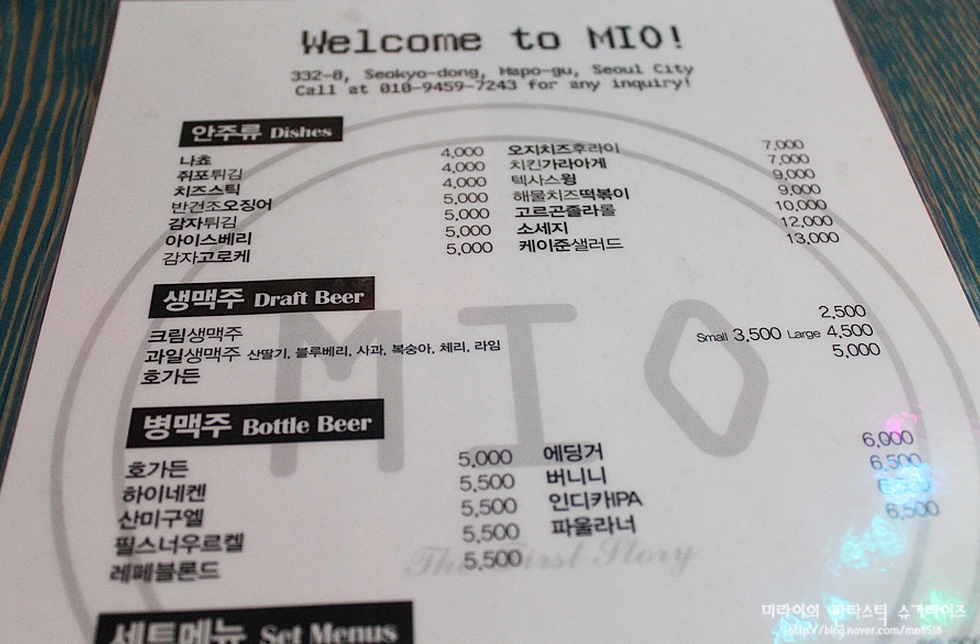 Welcome to MIO!
332-8, Seokyo-dong, Mapo-gu, Seoul City
Call at 010-9459-7243 for any inquiry!
안주류 Dishes
나쵸 4,000
쥐포튀김 4,000
치즈스틱 4,000
반건조오징어 5,000
감자튀김 5,000
아이스베리 5,000
감자고로케 5,000
오지치즈후라이 7,000
치킨가라아게 7,000
텍사스윙 9,000
해물치즈떡볶이 9,000
고르곤졸라롤 10,000
소세지 12,000
케이준샐러드 13,000
생맥주 Draft Beer
크림생맥주 2,500
과일생맥주 산딸기, 블루베리, 사과, 복숭아, 체리, 라임 Small 3,500 Large 4,500
호가든 5,000
MIO
병맥주 Bottle Beer
호가든 5,000
하이네켄 5,500
산미구엘 5,500
필스너우르켈 5,500
레페블론드 5,500
에딩거 6,000
버니니 6,500
인디카IPA
파울라너 6,500
The First Story
세트메뉴 Set Menus
미라이의 판타스틱 슈가라이즈
http://blog.naver.com/me8518